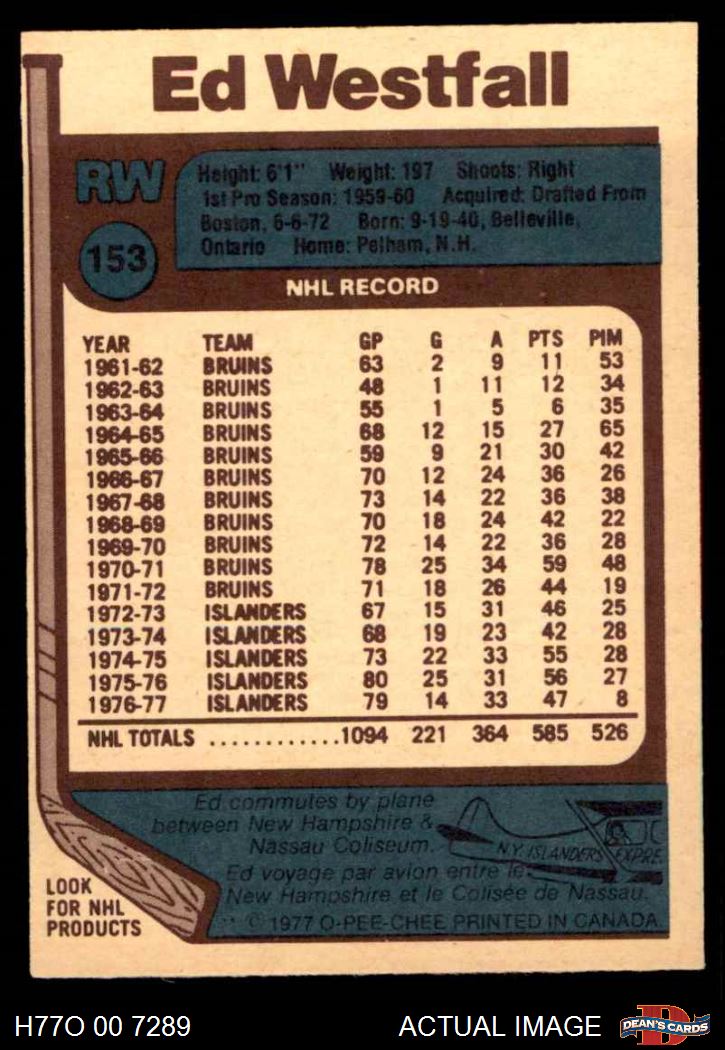 Ed Westfall
RW
Height: 6'1" Weight: 197 Shoots: Right
1st Pro Season: 1959-60 Acquired: Drafted From
Boston, 6-6-72 Born: 9-19-40, Belleville,
Ontario Home: Pelham, N.H.
153
NHL RECORD
YEAR TEAM GP G A PTS PIM
1961-62 BRUINS 63 2 9 11 53
1962-63 BRUINS 48 1 11 12 34
1963-64 BRUINS 55 1 5 6 35
1964-65 BRUINS 68 12 15 27 65
1965-66 BRUINS 59 9 21 30 42
1966-67 BRUINS 70 12 24 36 26
1967-68 BRUINS 73 14 22 36 38
1968-69 BRUINS 70 18 24 42 22
1969-70 BRUINS 72 14 22 36 28
1970-71 BRUINS 78 25 34 59 48
1971-72 BRUINS 71 18 26 44 19
1972-73 ISLANDERS 67 15 31 46 25
1973-74 ISLANDERS 68 19 23 42 28
1974-75 ISLANDERS 73 22 33 55 28
1975-76 ISLANDERS 80 25 31 56 27
1976-77 ISLANDERS 79 14 33 47 8
NHL TOTALS ............1094 221 364 585 526
Ed commutes by plane
between New Hampshire &
Nassau Coliseum.
N.Y. ISLANDERS EXPRE
Ed voyage par avion entre le
New Hampshire et le Colisée de Nassau.
** © 1977 O-PEE-CHEE PRINTED IN CANADA.
LOOK
FOR NHL
PRODUCTS
H77O 00 7289
ACTUAL IMAGE
D
DEAN'S CARDS